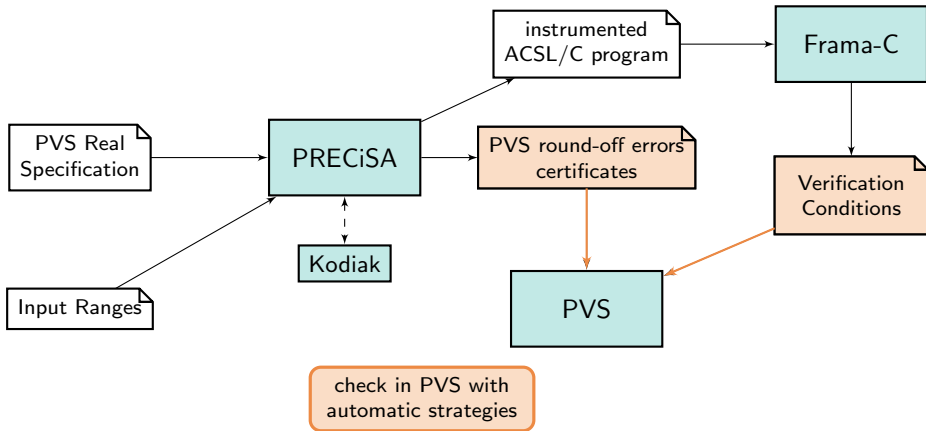 instrumented
ACSL/C program
Frama-C
PVS Real
Specification
PRECiSA
PVS round-off errors
certificates
Verification
Conditions
Kodiak
Input Ranges
PVS
check in PVS with
automatic strategies